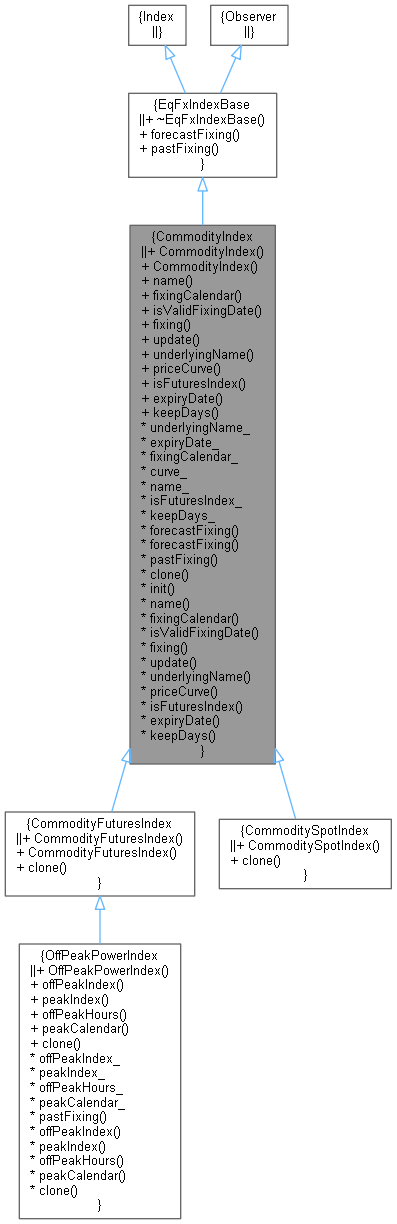 {Index
||}
{Observer
||}
{EqFxIndexBase
||+ ~EqFxIndexBase()
+ forecastFixing()
+ pastFixing()
}
{CommodityIndex
||+ CommodityIndex()
+ CommodityIndex()
+ name()
+ fixingCalendar()
+ isValidFixingDate()
+ fixing()
+ update()
+ underlyingName()
+ priceCurve()
+ isFuturesIndex()
+ expiryDate()
+ keepDays()
* underlyingName_
* expiryDate_
* fixingCalendar_
* curve_
* name_
* isFuturesIndex_
* keepDays_
* forecastFixing()
* forecastFixing()
* pastFixing()
* clone()
* init()
* name()
* fixingCalendar()
* isValidFixingDate()
* fixing()
* update()
* underlyingName()
* priceCurve()
* isFuturesIndex()
* expiryDate()
* keepDays()
}
{CommodityFuturesIndex
||+ CommodityFuturesIndex()
+ CommodityFuturesIndex()
+ clone()
}
{CommoditySpotIndex
||+ CommoditySpotIndex()
+ clone()
}
{OffPeakPowerIndex
||+ OffPeakPowerIndex()
+ offPeakIndex()
+ peakIndex()
+ offPeakHours()
+ peakCalendar()
+ clone()
* offPeakIndex_
* peakIndex_
* offPeakHours_
* peakCalendar_
* pastFixing()
* offPeakIndex()
* peakIndex()
* offPeakHours()
* peakCalendar()
* clone()
}